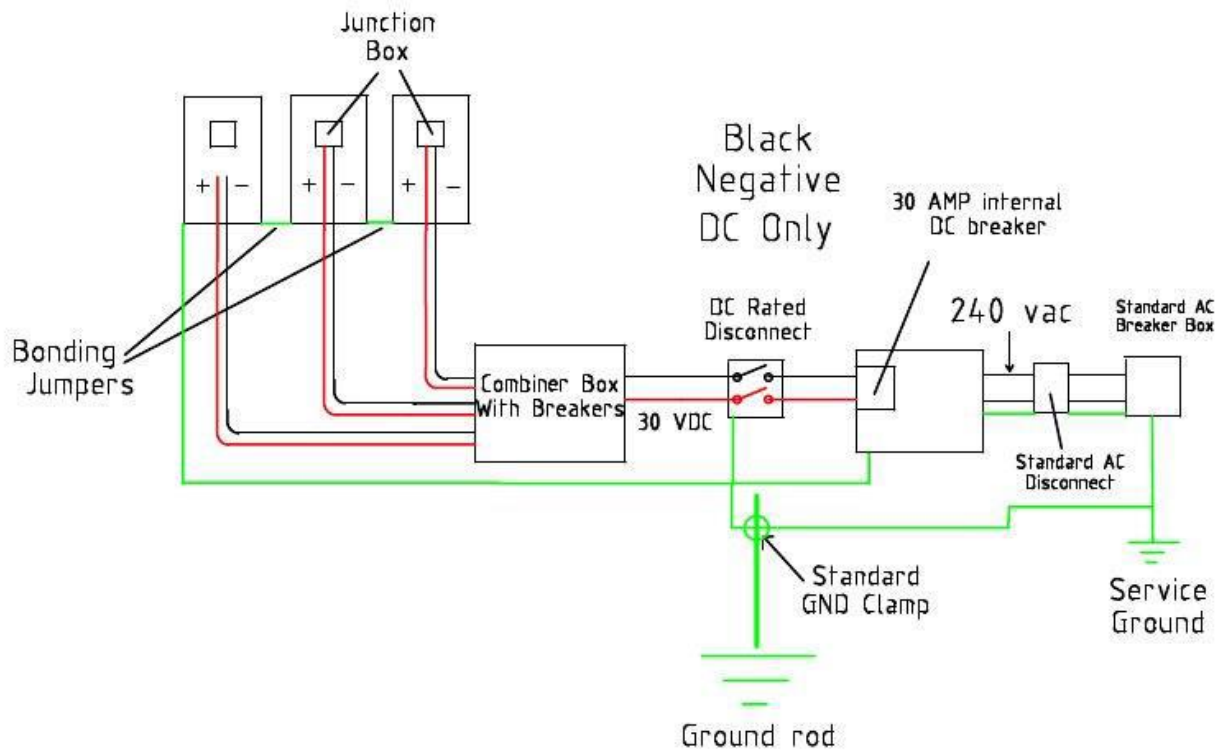 Junction
Box
+ -
+ -
+ -
Black
Negative
DC Only
30 AMP internal
DC breaker
Bonding
Jumpers
Combiner Box
With Breakers
30 VDC
DC Rated
Disconnect
240 vac
Standard AC
Breaker Box
Standard AC
Disconnect
Standard
GND Clamp
Service
Ground
Ground rod